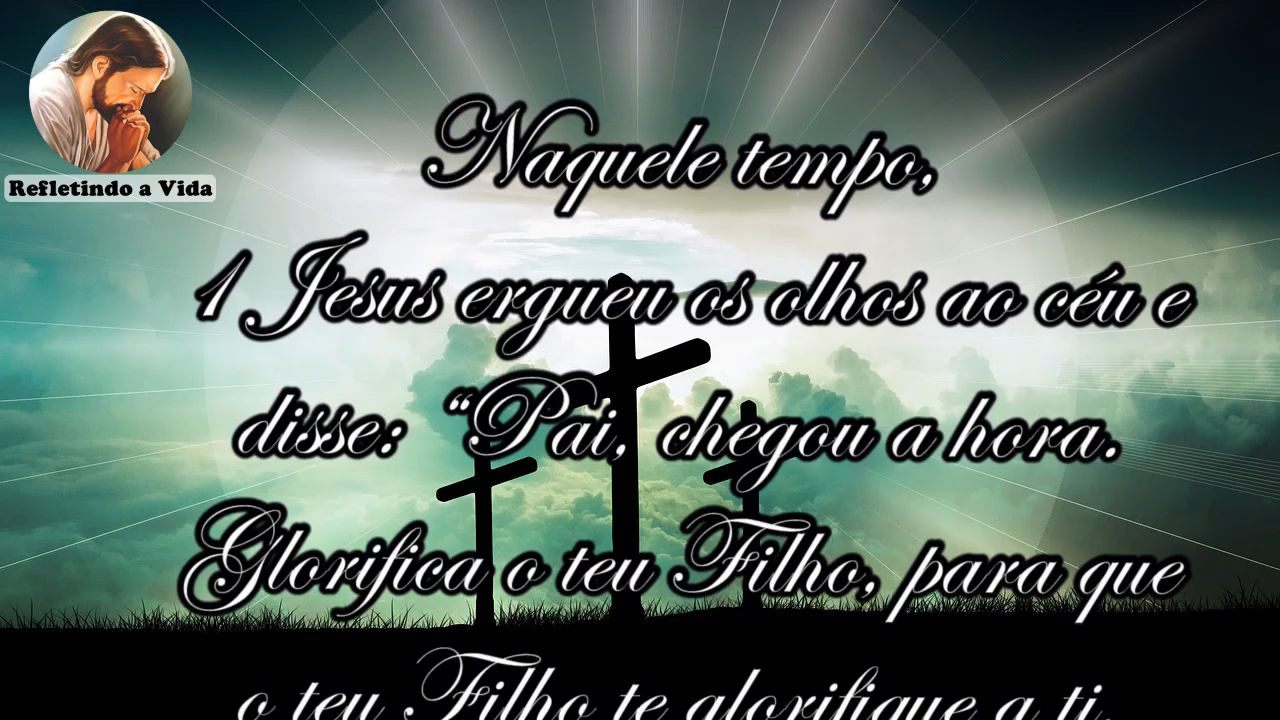 Refletindo a Vida
Naquele tempo,
1 Jesus ergueu os olhos ao céu e
disse: “Pai, chegou a hora.
Glorifica o teu Filho, para que
o teu Filho te glorifique a ti,